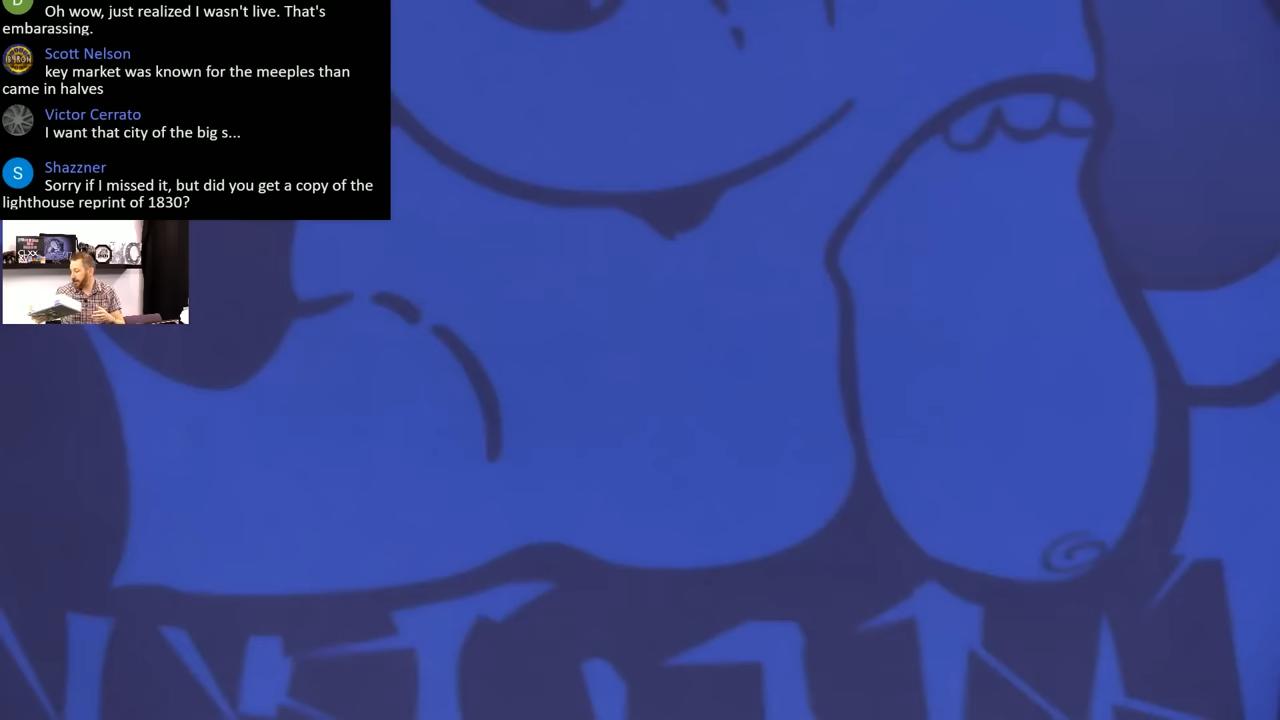 Oh wow, just realized I wasn't live. That's
embarassing.
Scott Nelson
key market was known for the meeples than
came in halves
Victor Cerrato
I want that city of the big s...
S
Shazzner
Sorry if I missed it, but did you get a copy of the
lighthouse reprint of 1830?
CLXX